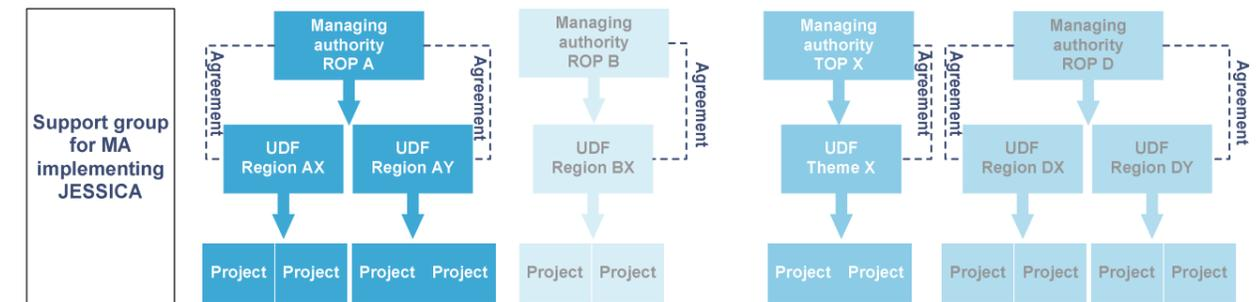 Support group
for MA
implementing
JESSICA
Managing
authority
ROP A
Agreement
Agreement
UDF
Region AX
UDF
Region AY
Project
Project
Project
Project
Managing
authority
ROP B
Agreement
UDF
Region BX
Project
Project
Managing
authority
TOP X
Agreement
UDF
Theme X
Project
Project
Managing
authority
ROP D
Agreement
Agreement
UDF
Region DX
UDF
Region DY
Project
Project
Project
Project